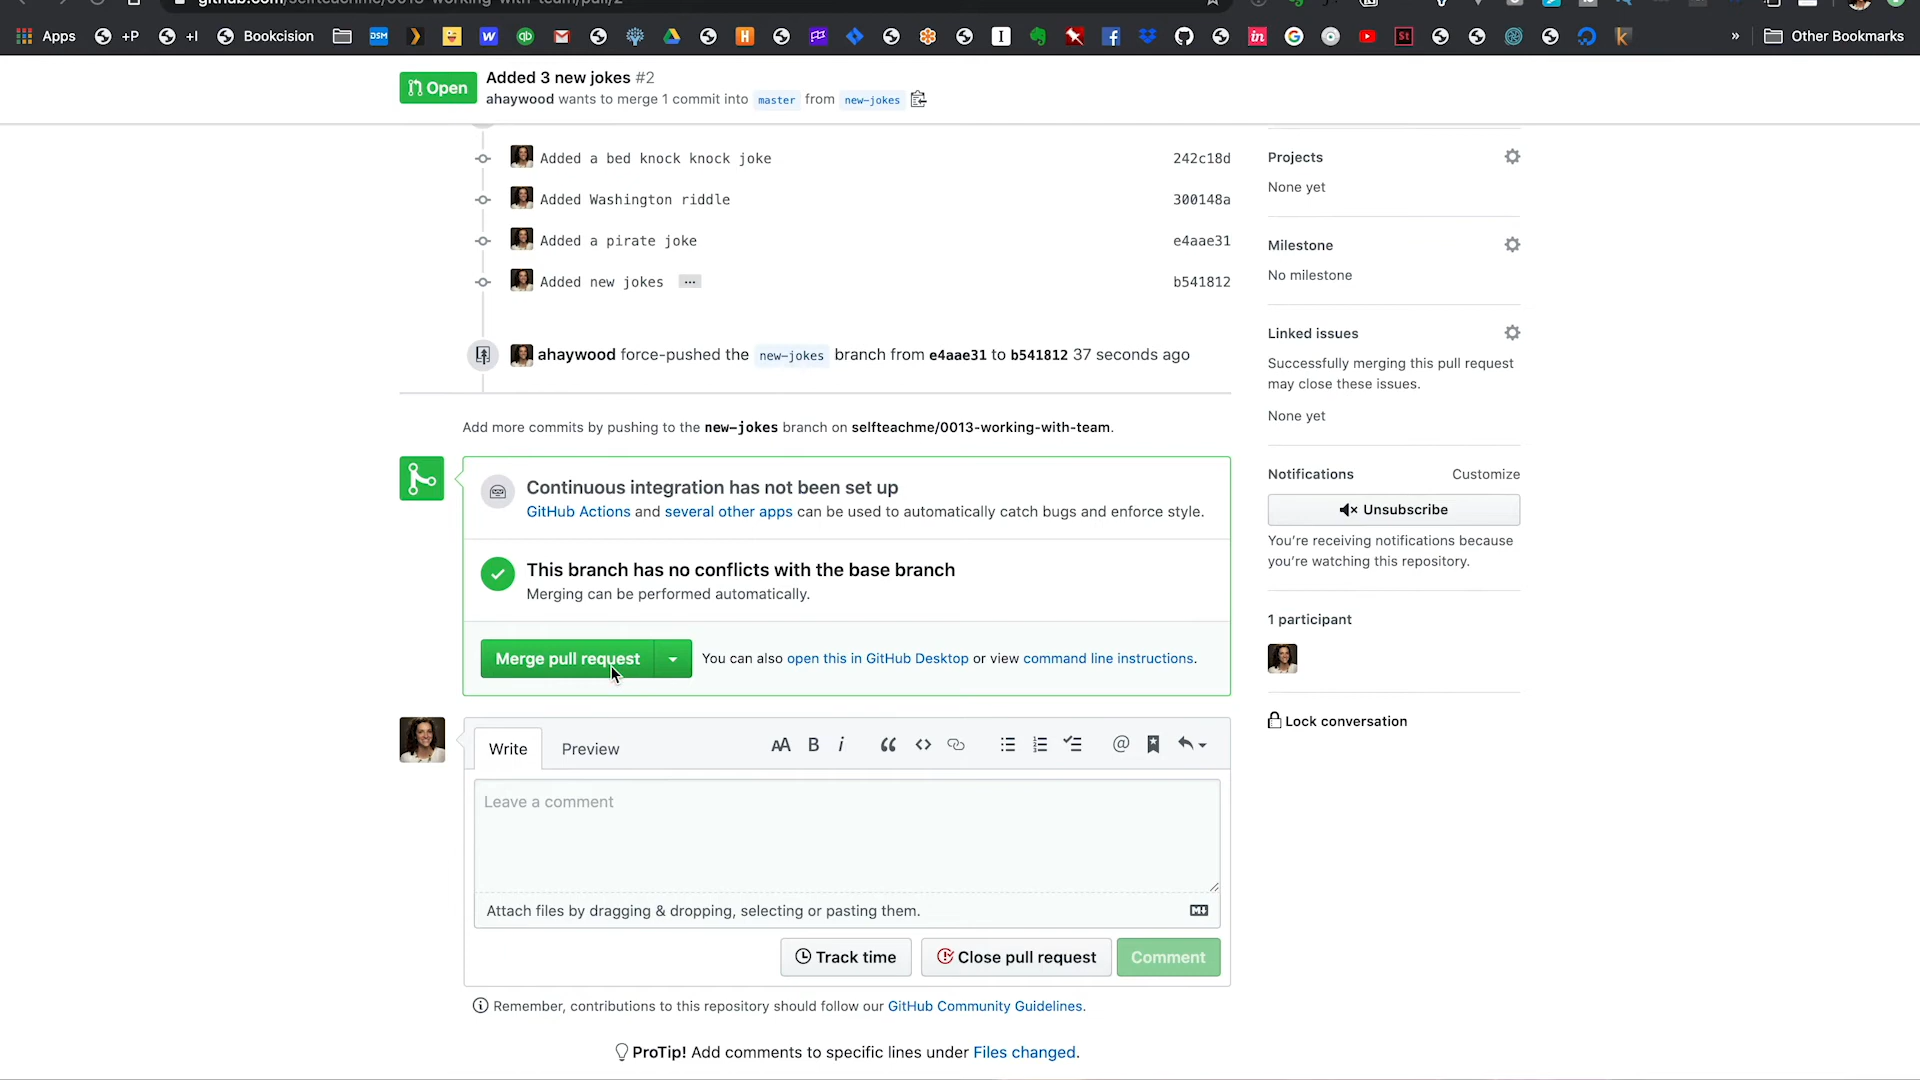 github.com/selfteachme/0013-working-with-team/pull/2
Apps +P +I Bookcision DSM Other Bookmarks
Open
Added 3 new jokes #2
ahaywood wants to merge 1 commit into master from new-jokes
Added a bed knock knock joke 242c18d
Added Washington riddle 300148a
Added a pirate joke e4aae31
Added new jokes ... b541812
ahaywood force-pushed the new-jokes branch from e4aae31 to b541812 37 seconds ago
Add more commits by pushing to the new-jokes branch on selfteachme/0013-working-with-team.
Continuous integration has not been set up
GitHub Actions and several other apps can be used to automatically catch bugs and enforce style.
This branch has no conflicts with the base branch
Merging can be performed automatically.
Merge pull request You can also open this in GitHub Desktop or view command line instructions.
Write Preview
Leave a comment
Attach files by dragging & dropping, selecting or pasting them.
Track time Close pull request Comment
Remember, contributions to this repository should follow our GitHub Community Guidelines.
ProTip! Add comments to specific lines under Files changed.
Projects
None yet
Milestone
No milestone
Linked issues
Successfully merging this pull request
may close these issues.
None yet
Notifications Customize
Unsubscribe
You're receiving notifications because
you're watching this repository.
1 participant
Lock conversation